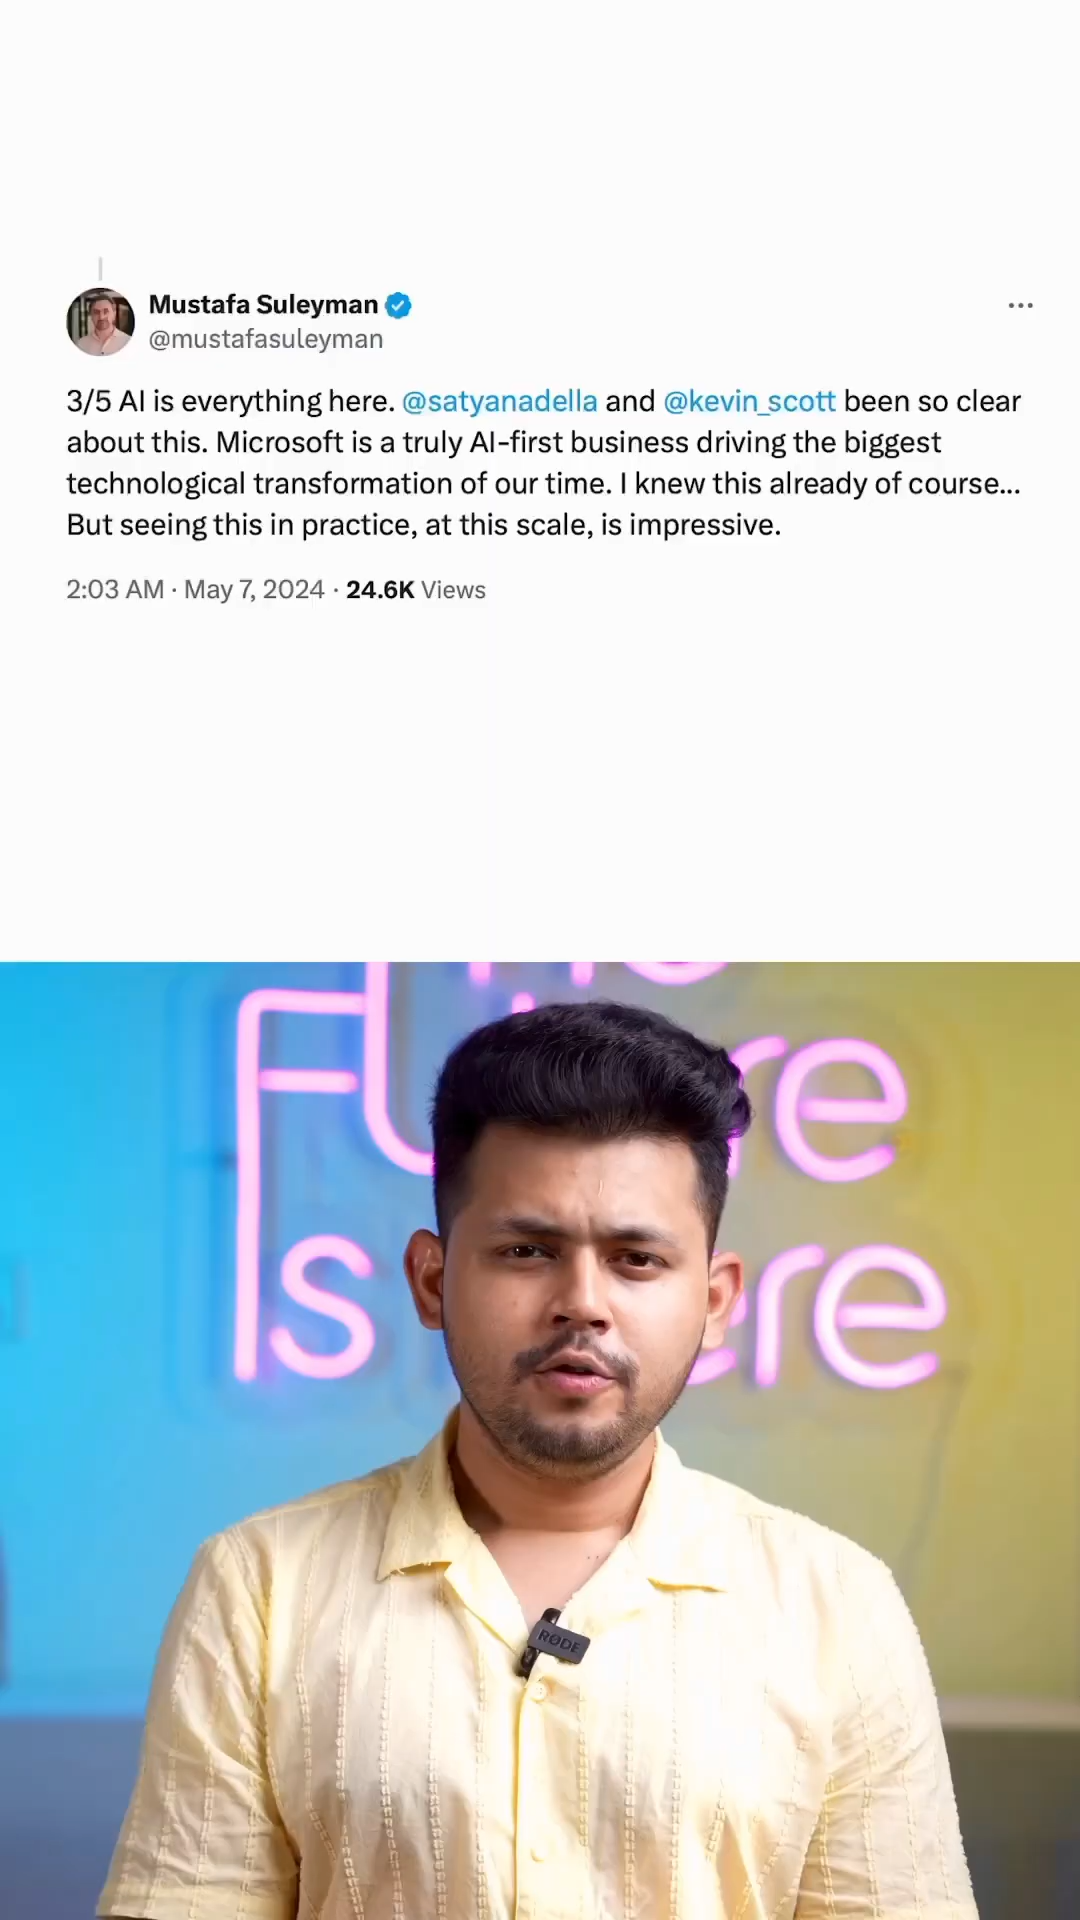 Mustafa Suleyman
@mustafasuleyman
3/5 AI is everything here. @satyanadella and @kevin_scott been so clear
about this. Microsoft is a truly AI-first business driving the biggest
technological transformation of our time. I knew this already of course...
But seeing this in practice, at this scale, is impressive.
2:03 AM · May 7, 2024 · 24.6K Views
Is
RØDE